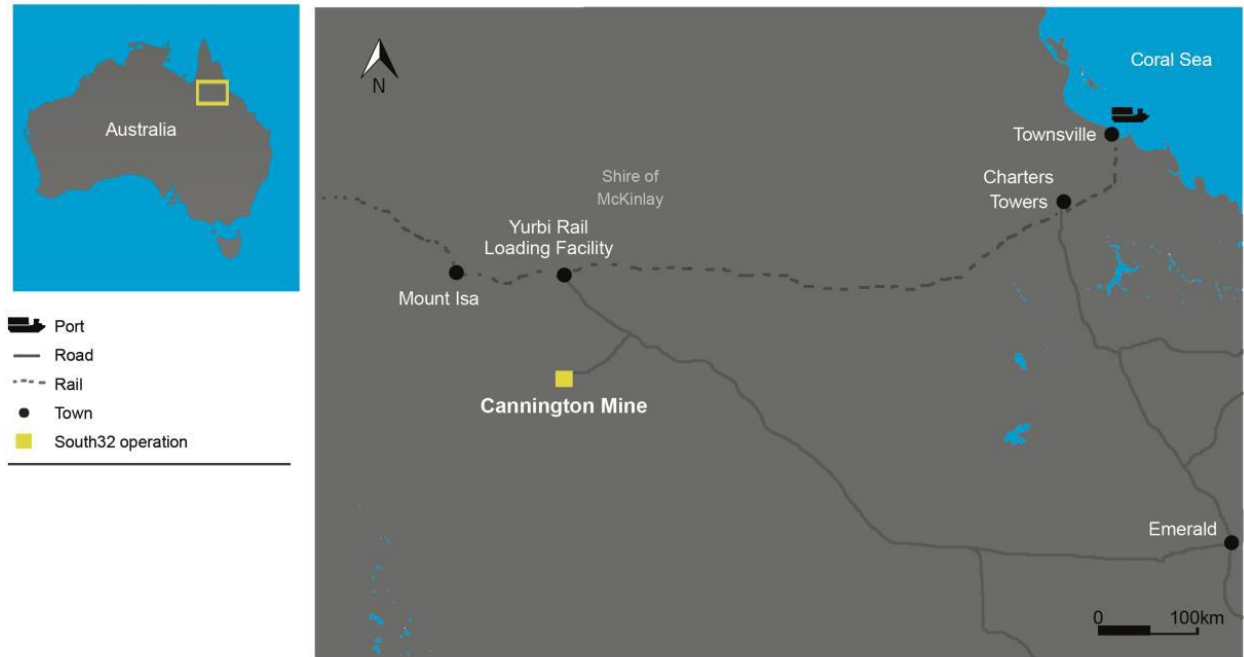 Australia
Port
Road
Rail
Town
South32 operation
N
Coral Sea
Townsville
Charters
Towers
Shire of
McKinlay
Yurbi Rail
Loading Facility
Mount Isa
Cannington Mine
Emerald
0 100km